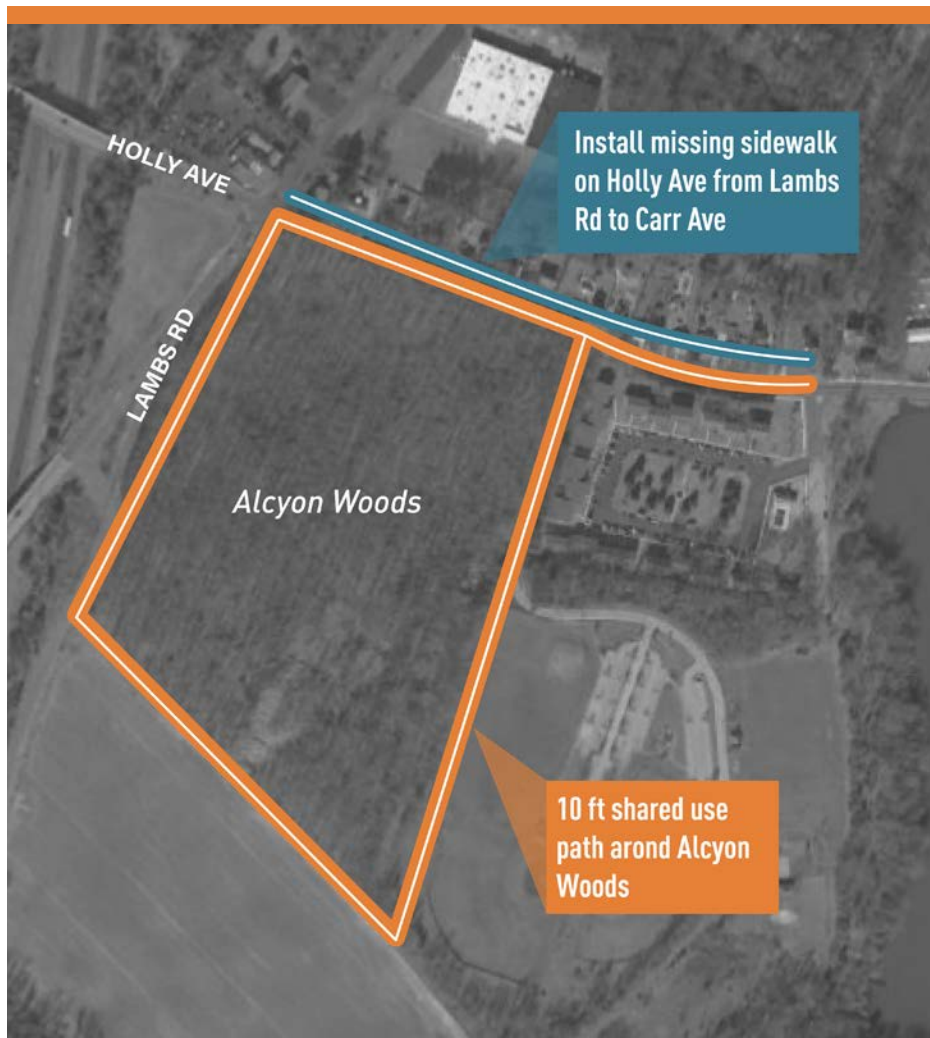 HOLLY AVE
Install missing sidewalk
on Holly Ave from Lambs
Rd to Carr Ave
LAMBS RD
Alcyon Woods
10 ft shared use
path arond Alcyon
Woods